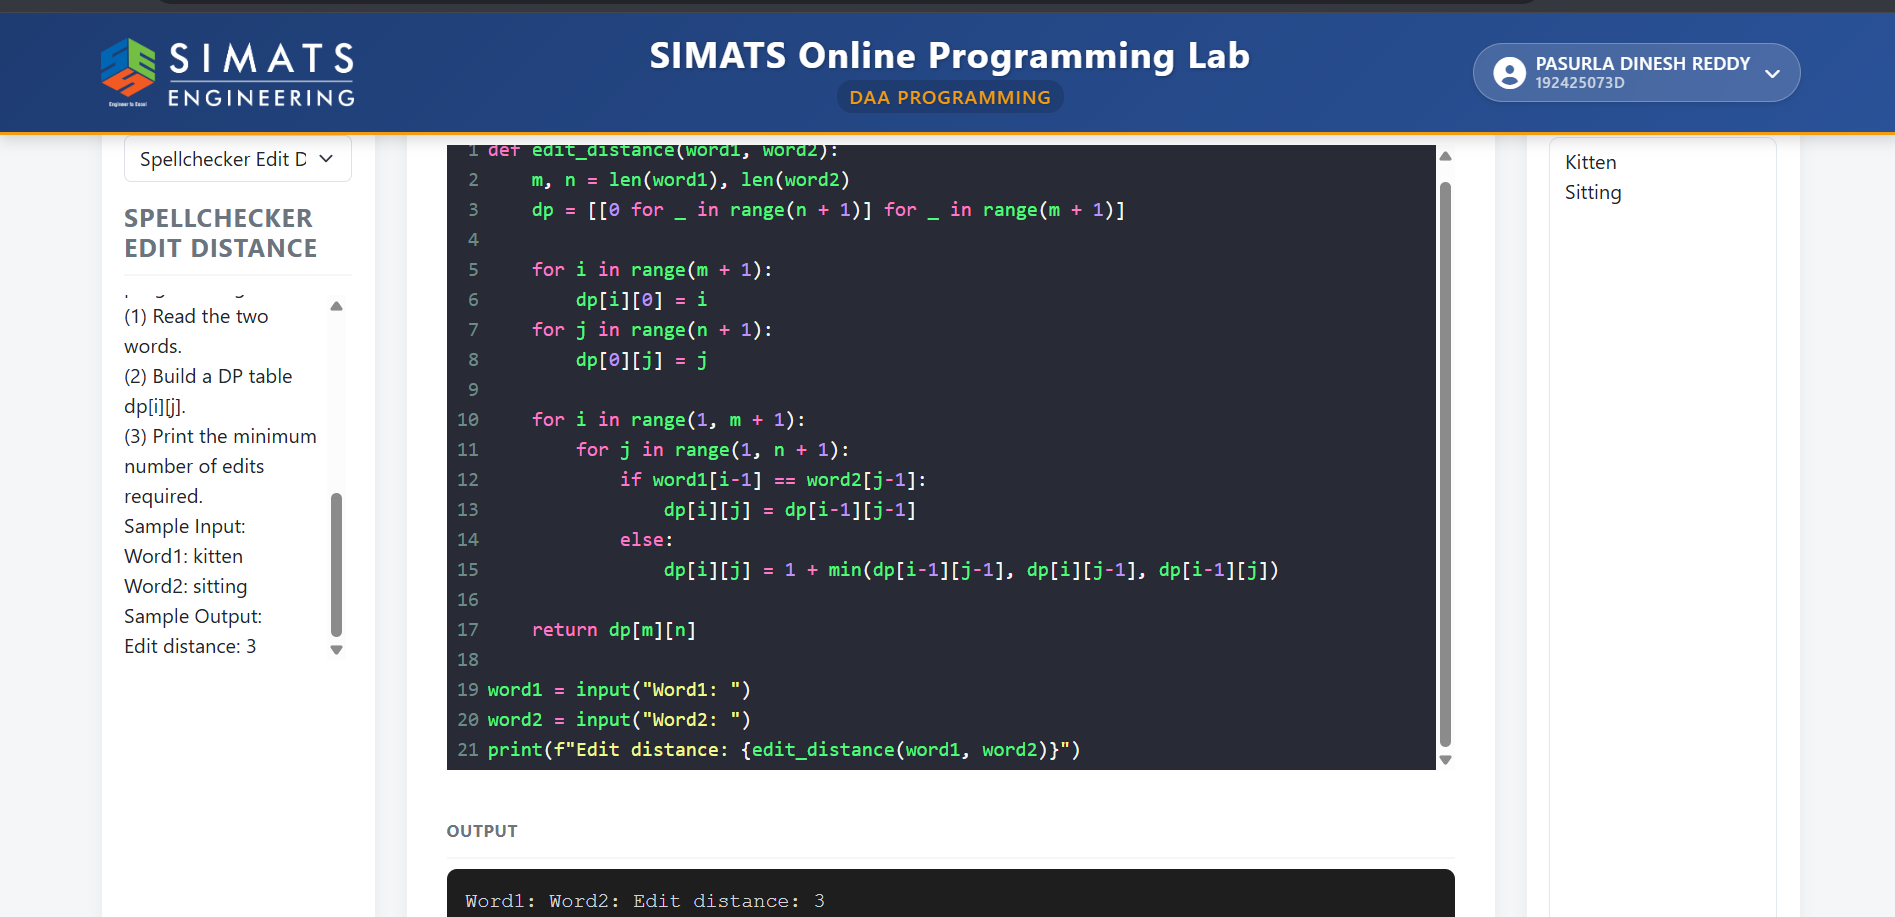 SIMATS
ENGINEERING
Engineer to Excel
SIMATS Online Programming Lab
DAA PROGRAMMING
PASURLA DINESH REDDY
192425073D
Spellchecker Edit D
SPELLCHECKER
EDIT DISTANCE
(1) Read the two
words.
(2) Build a DP table
dp[i][j].
(3) Print the minimum
number of edits
required.
Sample Input:
Word1: kitten
Word2: sitting
Sample Output:
Edit distance: 3
1 def edit_distance(word1, word2):
2     m, n = len(word1), len(word2)
3     dp = [[0 for _ in range(n + 1)] for _ in range(m + 1)]
4
5     for i in range(m + 1):
6         dp[i][0] = i
7     for j in range(n + 1):
8         dp[0][j] = j
9
10     for i in range(1, m + 1):
11         for j in range(1, n + 1):
12             if word1[i-1] == word2[j-1]:
13                 dp[i][j] = dp[i-1][j-1]
14             else:
15                 dp[i][j] = 1 + min(dp[i-1][j-1], dp[i][j-1], dp[i-1][j])
16
17     return dp[m][n]
18
19 word1 = input("Word1: ")
20 word2 = input("Word2: ")
21 print(f"Edit distance: {edit_distance(word1, word2)}")
OUTPUT
Word1: Word2: Edit distance: 3
Kitten
Sitting